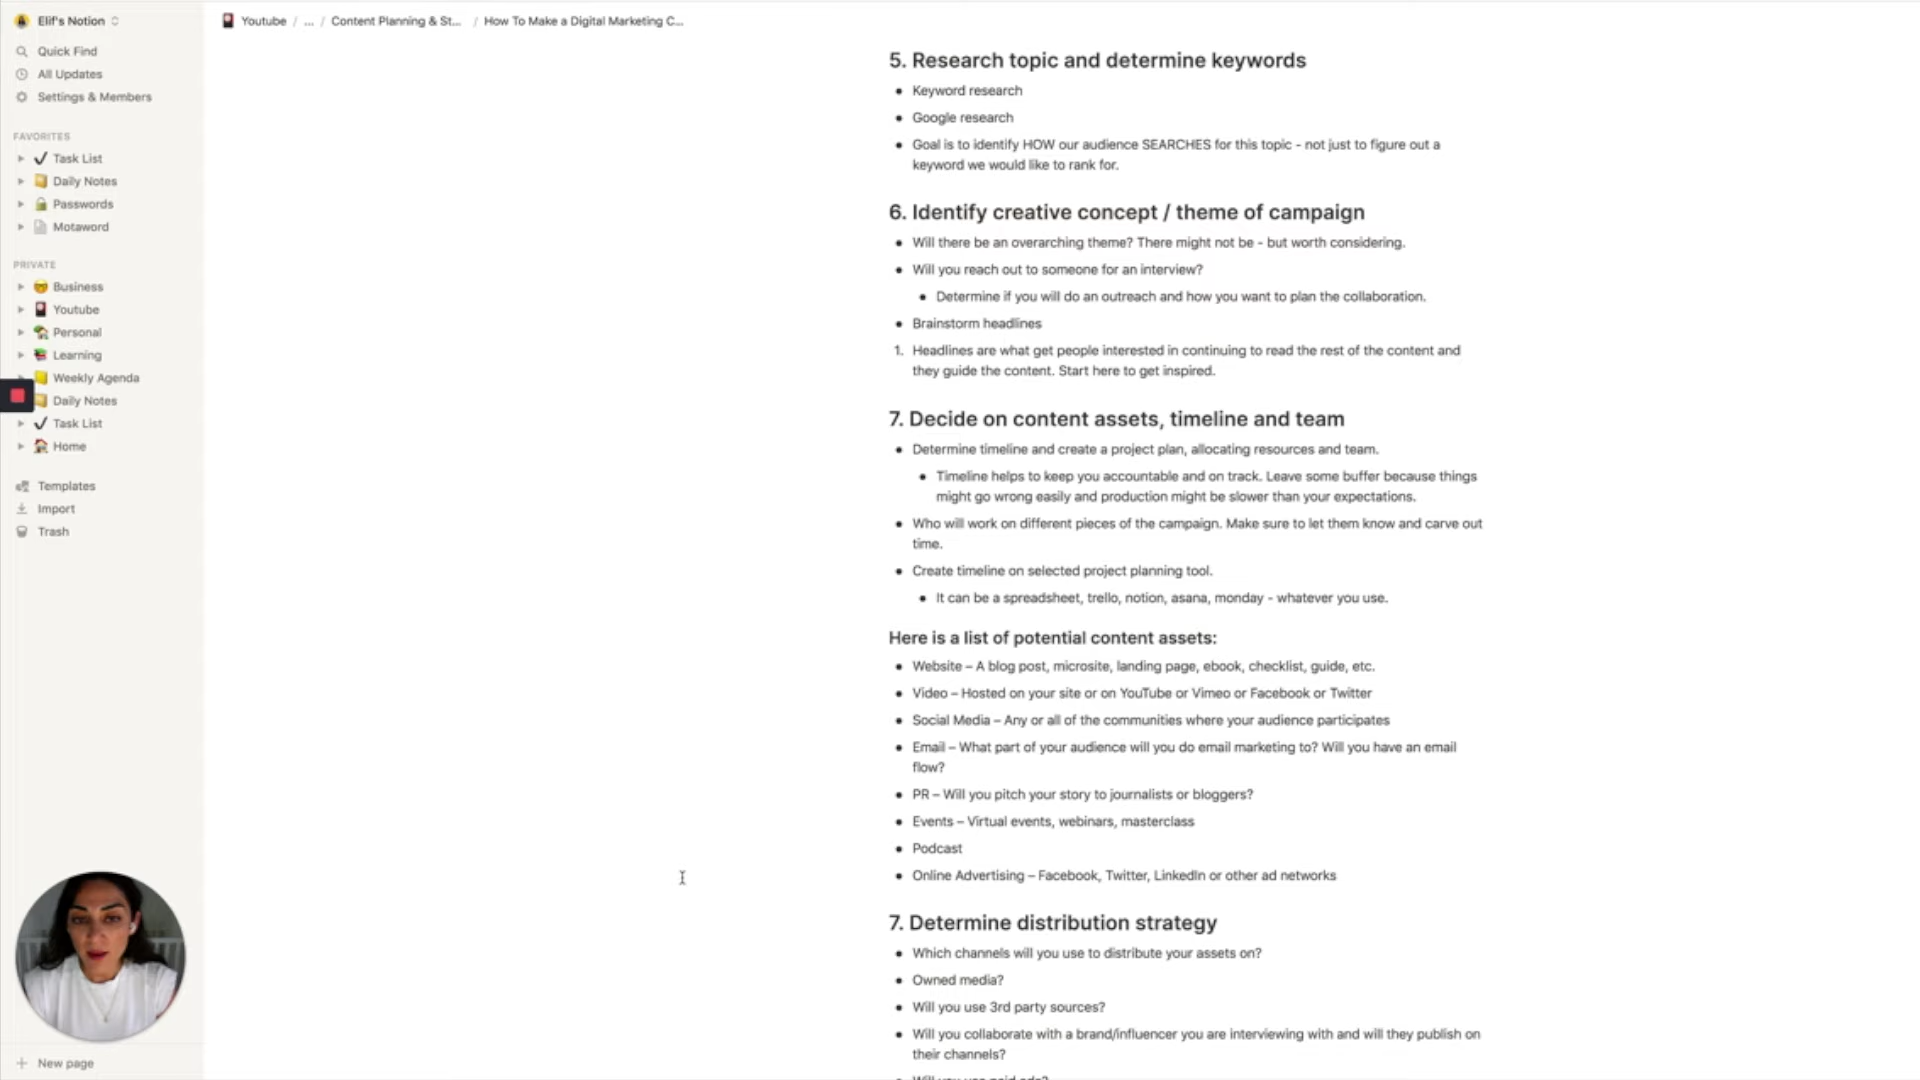 Elif's Notion
Quick Find
All Updates
Settings & Members
FAVORITES
Task List
Daily Notes
Passwords
Motaword
PRIVATE
Business
Youtube
Personal
Learning
Weekly Agenda
Daily Notes
Task List
Home
Templates
Import
Trash
New page
Youtube / ... / Content Planning & St... / How To Make a Digital Marketing C...
5. Research topic and determine keywords
• Keyword research
• Google research
• Goal is to identify HOW our audience SEARCHES for this topic - not just to figure out a
keyword we would like to rank for.
6. Identify creative concept / theme of campaign
• Will there be an overarching theme? There might not be - but worth considering.
• Will you reach out to someone for an interview?
• Determine if you will do an outreach and how you want to plan the collaboration.
• Brainstorm headlines
1. Headlines are what get people interested in continuing to read the rest of the content and
they guide the content. Start here to get inspired.
7. Decide on content assets, timeline and team
• Determine timeline and create a project plan, allocating resources and team.
• Timeline helps to keep you accountable and on track. Leave some buffer because things
might go wrong easily and production might be slower than your expectations.
• Who will work on different pieces of the campaign. Make sure to let them know and carve out
time.
• Create timeline on selected project planning tool.
• It can be a spreadsheet, trello, notion, asana, monday - whatever you use.
Here is a list of potential content assets:
• Website – A blog post, microsite, landing page, ebook, checklist, guide, etc.
• Video – Hosted on your site or on YouTube or Vimeo or Facebook or Twitter
• Social Media – Any or all of the communities where your audience participates
• Email – What part of your audience will you do email marketing to? Will you have an email
flow?
• PR – Will you pitch your story to journalists or bloggers?
• Events – Virtual events, webinars, masterclass
• Podcast
• Online Advertising – Facebook, Twitter, LinkedIn or other ad networks
7. Determine distribution strategy
• Which channels will you use to distribute your assets on?
• Owned media?
• Will you use 3rd party sources?
• Will you collaborate with a brand/influencer you are interviewing with and will they publish on
their channels?